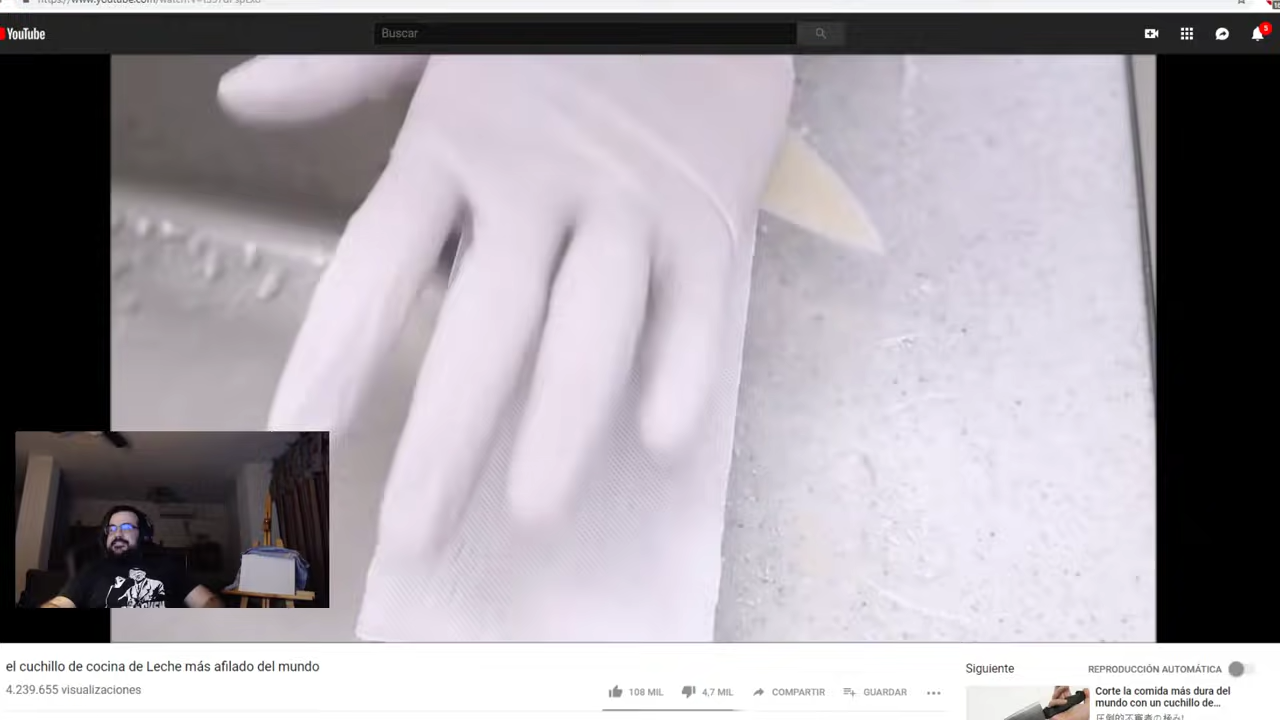 YouTube
Buscar
5
el cuchillo de cocina de Leche más afilado del mundo
4.239.655 visualizaciones
108 MIL
4,7 MIL
COMPARTIR
GUARDAR
Siguiente
REPRODUCCIÓN AUTOMÁTICA
Corte la comida más dura del
mundo con un cuchillo de…